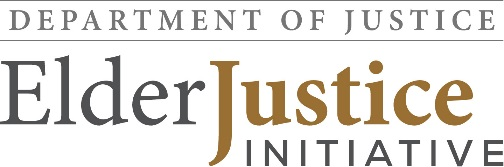 DEPARTMENT OF JUSTICE
ElderJustice
INITIATIVE